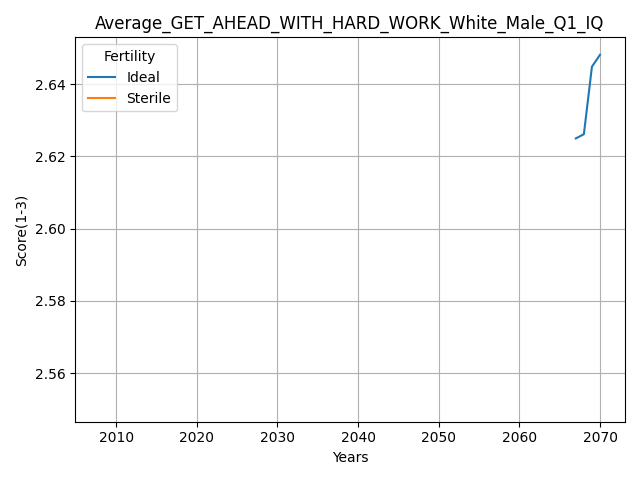 Average_GET_AHEAD_WITH_HARD_WORK_White_Male_Q1_IQ
Fertility
Ideal
Sterile
Score(1-3)
2.64
2.62
2.60
2.58
2.56
2010 2020 2030 2040 2050 2060 2070
Years